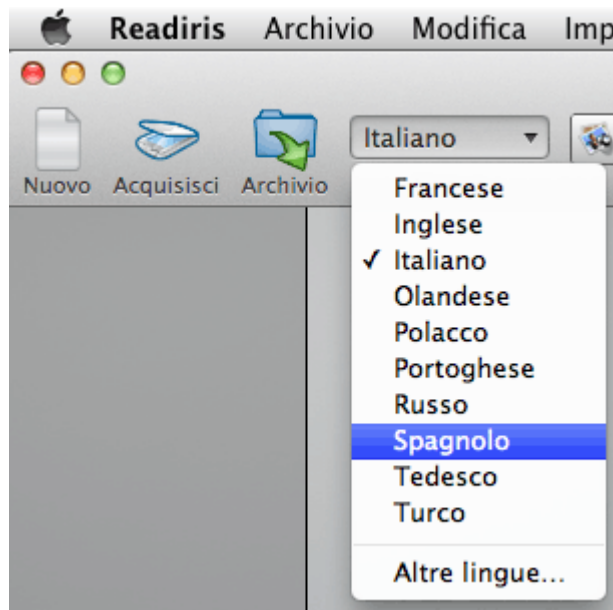 Readiris Archivio Modifica Imp
Italiano
Nuovo Acquisisci Archivio
Francese
Inglese
✓ Italiano
Olandese
Polacco
Portoghese
Russo
Spagnolo
Tedesco
Turco
Altre lingue...